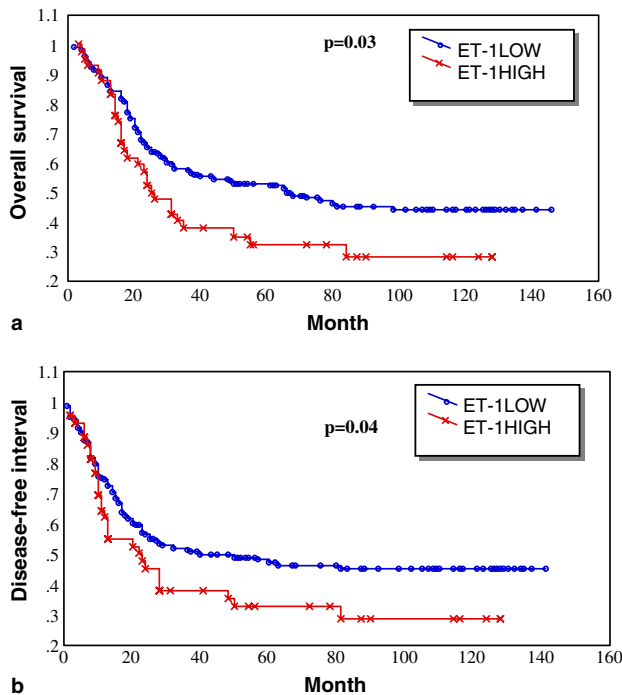 1.1
1
.9
.8
.7
.6
.5
.4
.3
.2
Overall survival
p=0.03
ET-1LOW
ET-1HIGH
0 20 40 60 80 100 120 140 160
Month
a
1.1
1
.9
.8
.7
.6
.5
.4
.3
.2
Disease-free interval
p=0.04
ET-1LOW
ET-1HIGH
0 20 40 60 80 100 120 140 160
Month
b